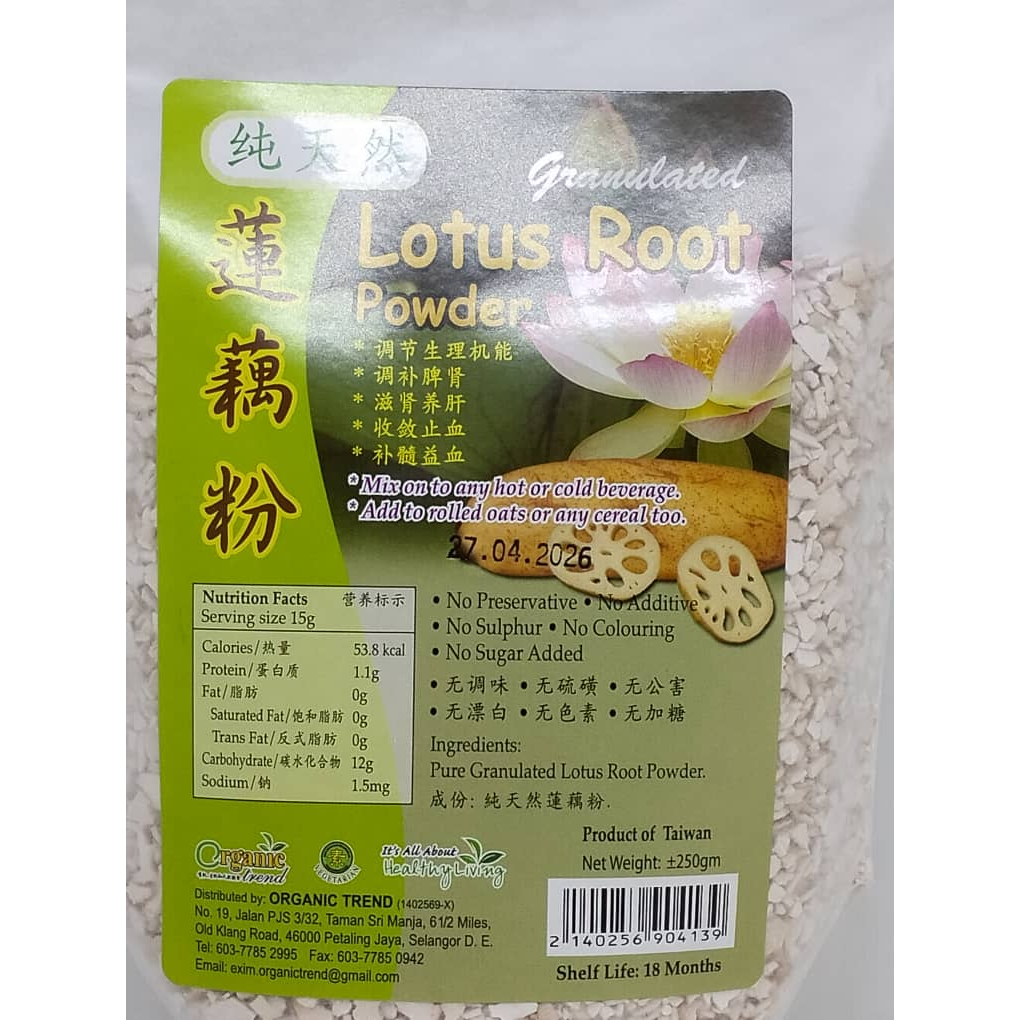 纯天然
Granulated
蓮藕粉
Lotus Root
Powder
* 调节生理机能
* 调补脾肾
* 滋肾养肝
* 收敛止血
* 补髓益血
* Mix on to any hot or cold beverage.
* Add to rolled oats or any cereal too.
27.04.2026
Nutrition Facts 营养标示
Serving size 15g
Calories/热量 53.8 kcal
Protein/蛋白质 1.1g
Fat/脂肪 0g
Saturated Fat/饱和脂肪 0g
Trans Fat/反式脂肪 0g
Carbohydrate/碳水化合物 12g
Sodium/钠 1.5mg
• No Preservative • No Additive
• No Sulphur • No Colouring
• No Sugar Added
• 无调味 • 无硫磺 • 无公害
• 无漂白 • 无色素 • 无加糖
Ingredients:
Pure Granulated Lotus Root Powder.
成份: 純天然蓮藕粉.
Product of Taiwan
Net Weight: ±250gm
Organic
trend
素
VEGETARIAN
It's All About
Healthy Living
Distributed by: ORGANIC TREND (1402569-X)
No. 19, Jalan PJS 3/32, Taman Sri Manja, 61/2 Miles,
Old Klang Road, 46000 Petaling Jaya, Selangor D. E.
Tel: 603-7785 2995 Fax: 603-7785 0942
Email: exim.organictrend@gmail.com
2 140256 904139
Shelf Life: 18 Months